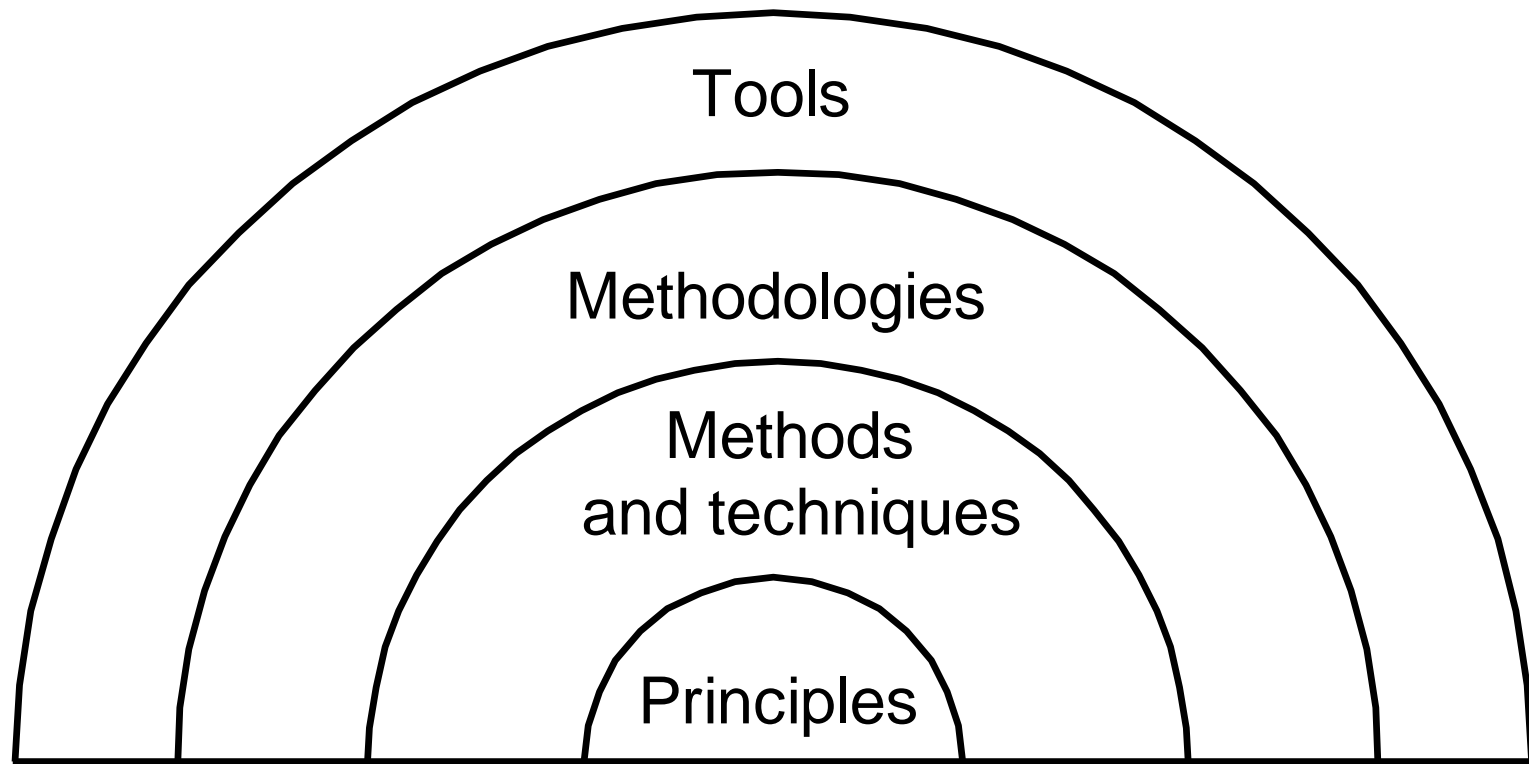 Tools
Methodologies
Methods
and techniques
Principles